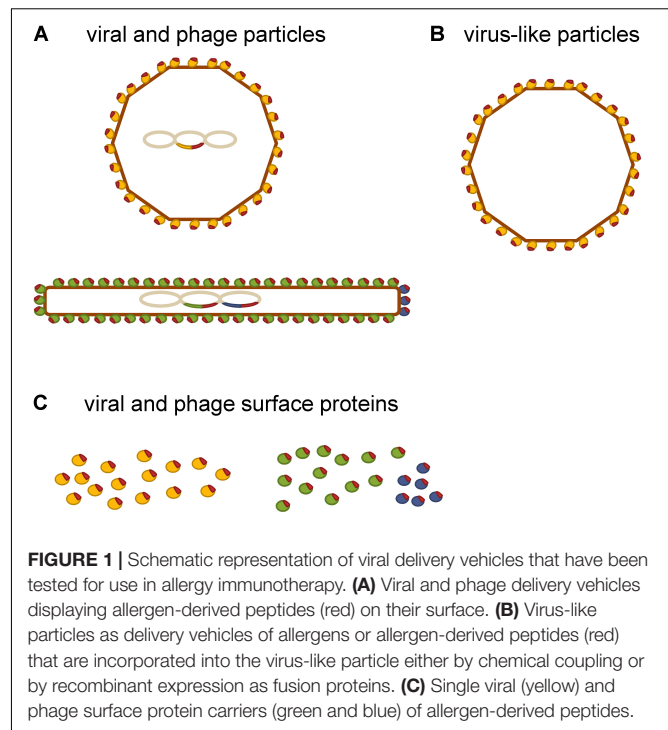 A viral and phage particles
B virus-like particles
C viral and phage surface proteins
FIGURE 1 | Schematic representation of viral delivery vehicles that have been
tested for use in allergy immunotherapy. (A) Viral and phage delivery vehicles
displaying allergen-derived peptides (red) on their surface. (B) Virus-like
particles as delivery vehicles of allergens or allergen-derived peptides (red)
that are incorporated into the virus-like particle either by chemical coupling or
by recombinant expression as fusion proteins. (C) Single viral (yellow) and
phage surface protein carriers (green and blue) of allergen-derived peptides.